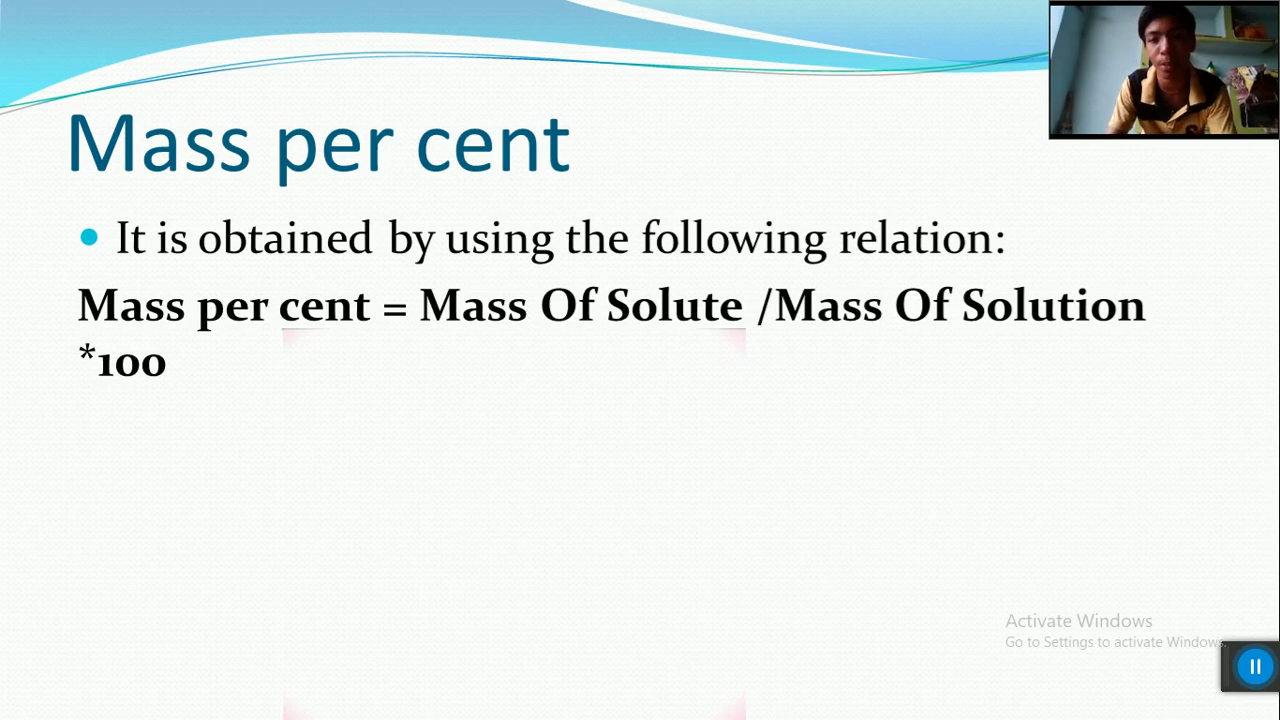 Mass per cent
It is obtained by using the following relation:
Mass per cent = Mass Of Solute /Mass Of Solution
*100
Activate Windows
Go to Settings to activate Windows.